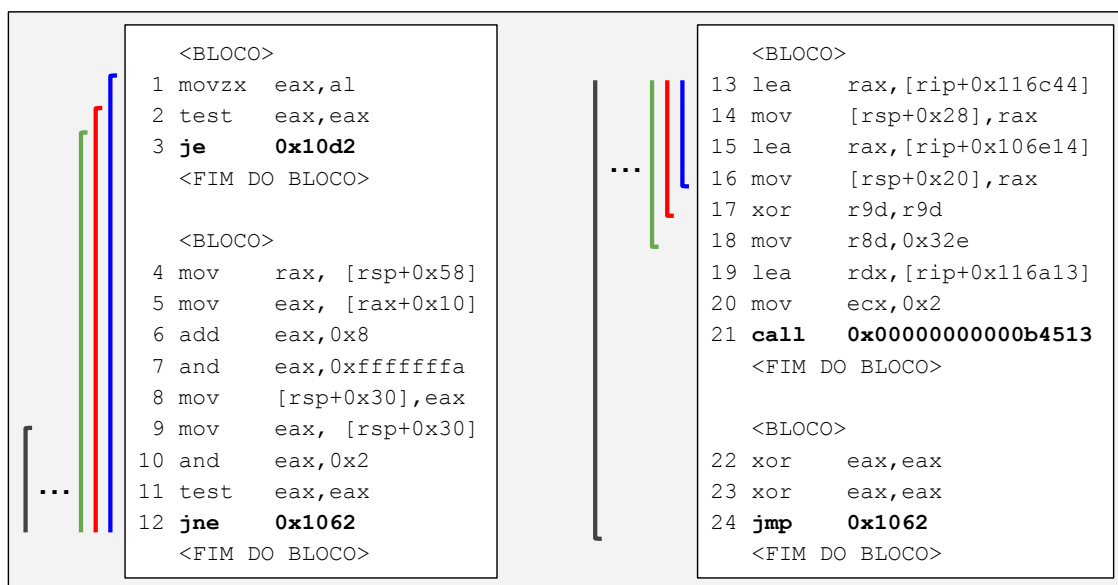 <BLOCO>
1 movzx eax,al
2 test eax,eax
3 je 0x10d2
<FIM DO BLOCO>
<BLOCO>
4 mov rax, [rsp+0x58]
5 mov eax, [rax+0x10]
6 add eax,0x8
7 and eax,0xfffffffa
8 mov [rsp+0x30],eax
9 mov eax, [rsp+0x30]
10 and eax,0x2
11 test eax,eax
12 jne 0x1062
<FIM DO BLOCO>
...
<BLOCO>
13 lea rax,[rip+0x116c44]
14 mov [rsp+0x28],rax
15 lea rax,[rip+0x106e14]
16 mov [rsp+0x20],rax
17 xor r9d,r9d
18 mov r8d,0x32e
19 lea rdx,[rip+0x116a13]
20 mov ecx,0x2
21 call 0x00000000000b4513
<FIM DO BLOCO>
<BLOCO>
22 xor eax,eax
23 xor eax,eax
24 jmp 0x1062
<FIM DO BLOCO>
...